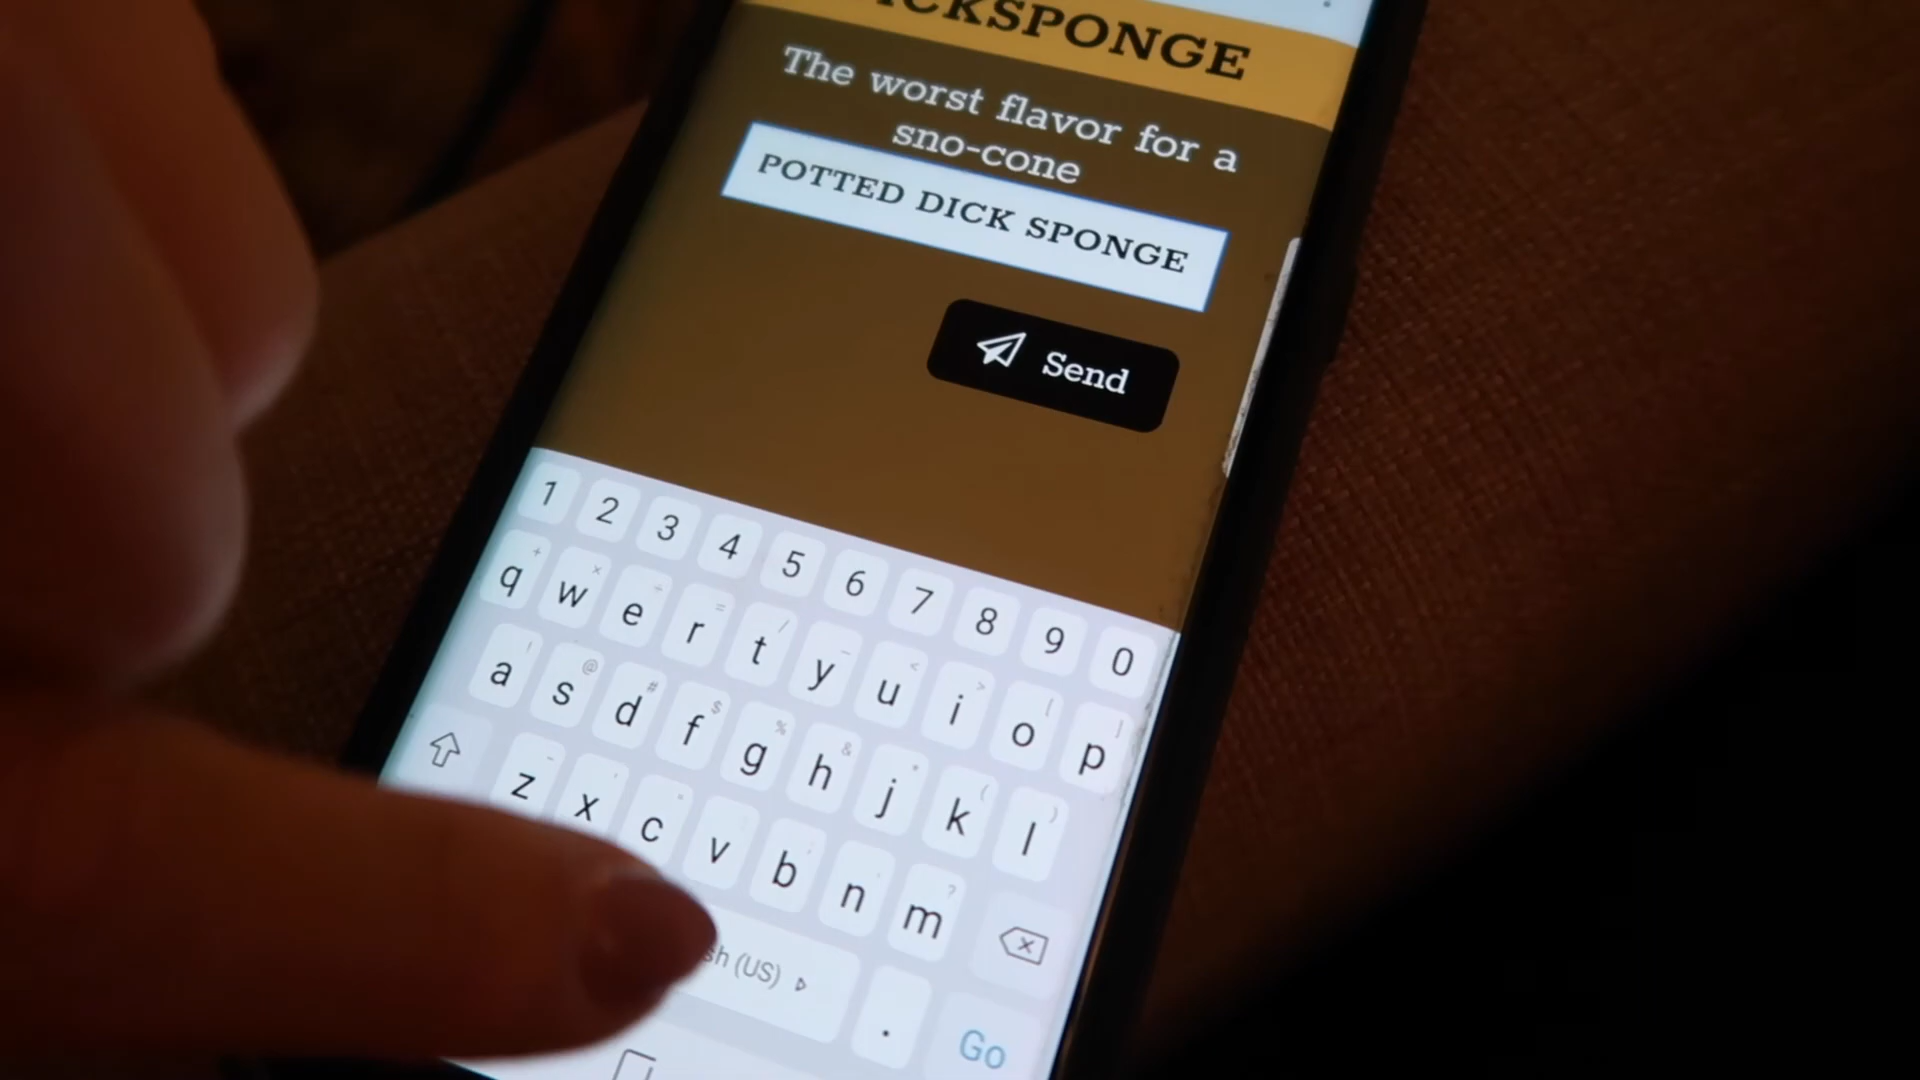 ICKSPONGE
The worst flavor for a
sno-cone
POTTED DICK SPONGE
Send
1 2 3 4 5 6 7 8 9 0
q w e r t y u i o p
a s d f g h j k l
z x c v b n m
sh (US)
.
Go